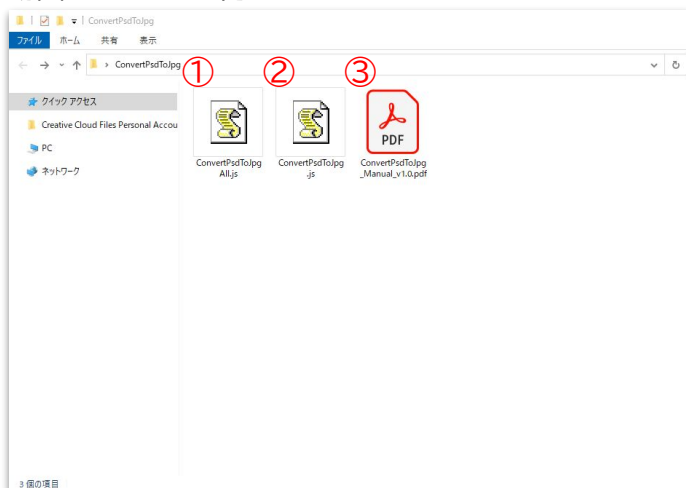 ConvertPsdToJpg
ファイル ホーム 共有 表示
ConvertPsdToJpg
① ② ③
クイック アクセス
Creative Cloud Files Personal Accou
PC
ネットワーク
PDF
ConvertPsdToJpg ConvertPsdToJpg ConvertPsdToJpg
All.js .js _Manual_v1.0.pdf
3 個の項目